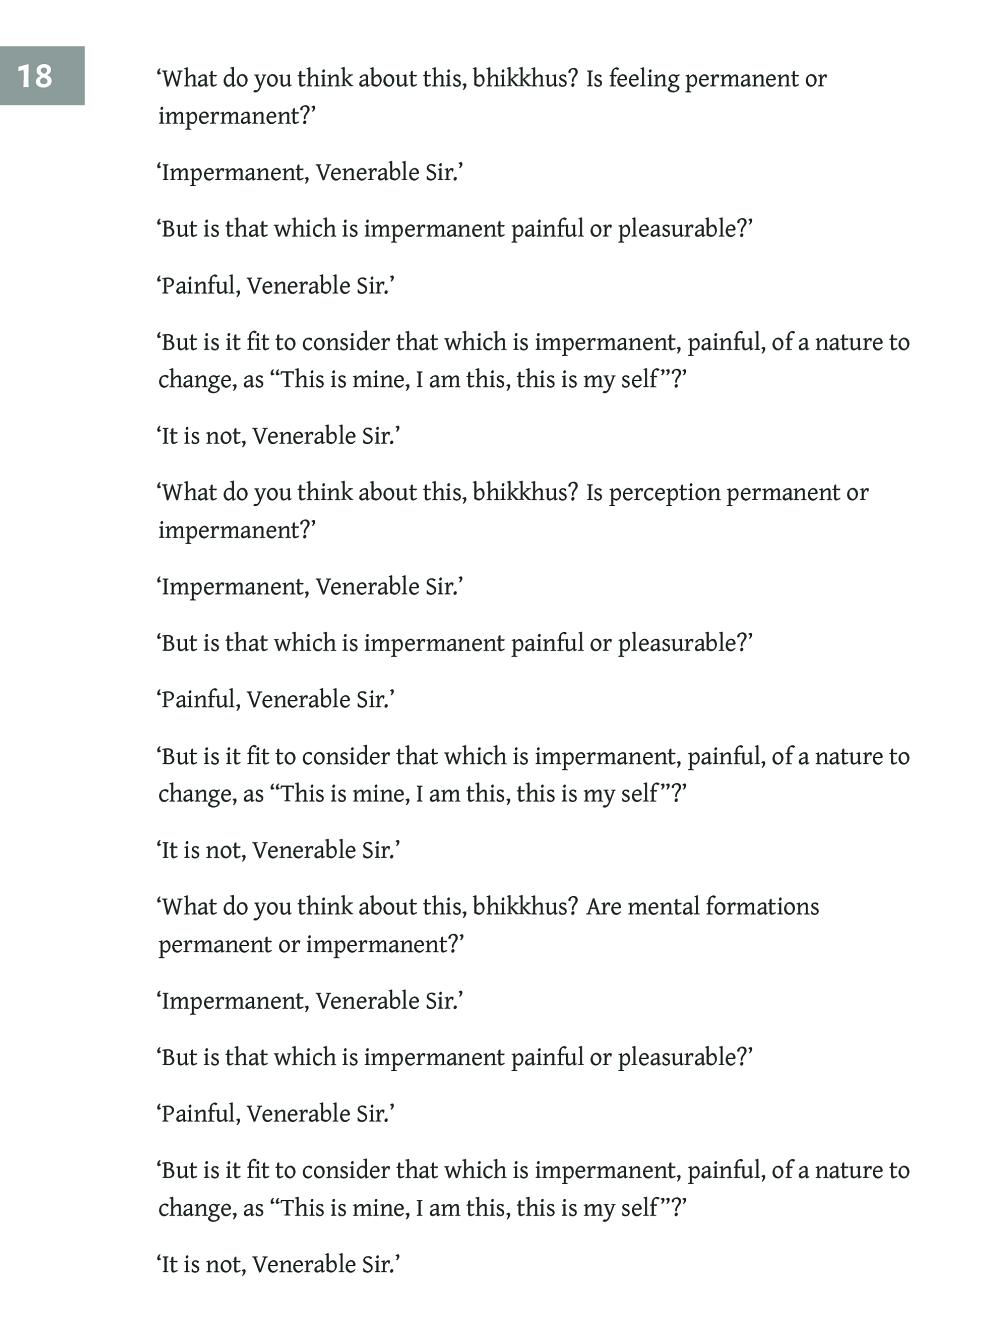 18
‘What do you think about this, bhikkhus? Is feeling permanent or
impermanent?’
‘Impermanent, Venerable Sir.’
‘But is that which is impermanent painful or pleasurable?’
‘Painful, Venerable Sir.’
‘But is it fit to consider that which is impermanent, painful, of a nature to
change, as “This is mine, I am this, this is my self”?’
‘It is not, Venerable Sir.’
‘What do you think about this, bhikkhus? Is perception permanent or
impermanent?’
‘Impermanent, Venerable Sir.’
‘But is that which is impermanent painful or pleasurable?’
‘Painful, Venerable Sir.’
‘But is it fit to consider that which is impermanent, painful, of a nature to
change, as “This is mine, I am this, this is my self”?’
‘It is not, Venerable Sir.’
‘What do you think about this, bhikkhus? Are mental formations
permanent or impermanent?’
‘Impermanent, Venerable Sir.’
‘But is that which is impermanent painful or pleasurable?’
‘Painful, Venerable Sir.’
‘But is it fit to consider that which is impermanent, painful, of a nature to
change, as “This is mine, I am this, this is my self”?’
‘It is not, Venerable Sir.’